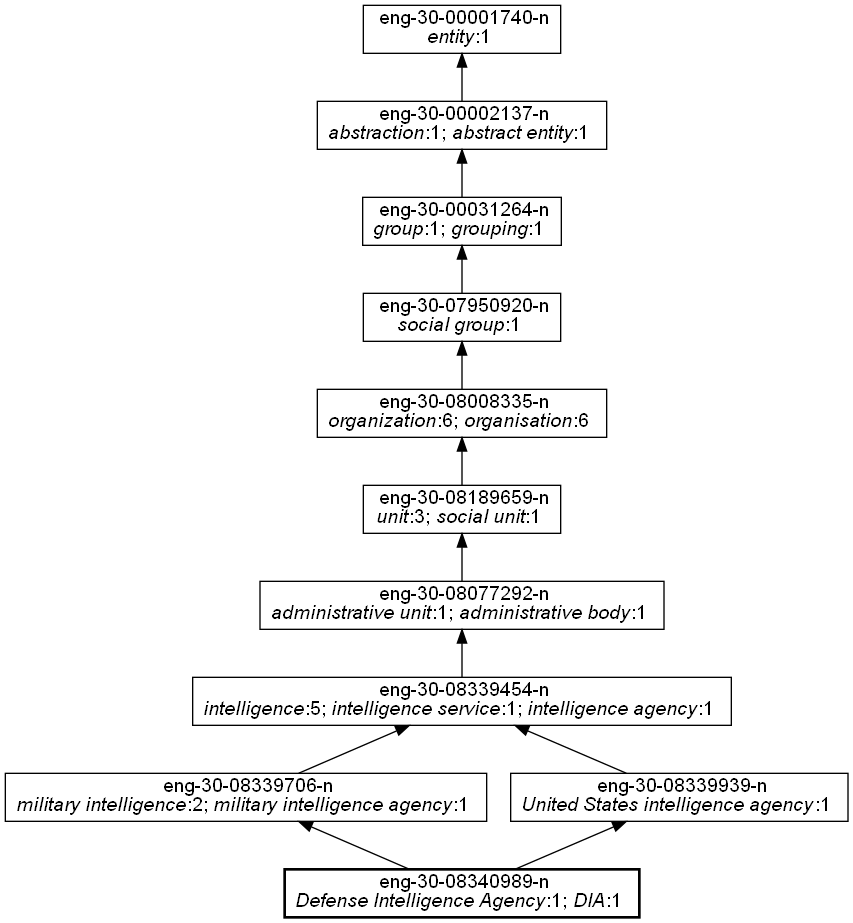 eng-30-00001740-n
entity:1
eng-30-00002137-n
abstraction:1; abstract entity:1
eng-30-00031264-n
group:1; grouping:1
eng-30-07950920-n
social group:1
eng-30-08008335-n
organization:6; organisation:6
eng-30-08189659-n
unit:3; social unit:1
eng-30-08077292-n
administrative unit:1; administrative body:1
eng-30-08339454-n
intelligence:5; intelligence service:1; intelligence agency:1
eng-30-08339706-n
military intelligence:2; military intelligence agency:1
eng-30-08339939-n
United States intelligence agency:1
eng-30-08340989-n
Defense Intelligence Agency:1; DIA:1